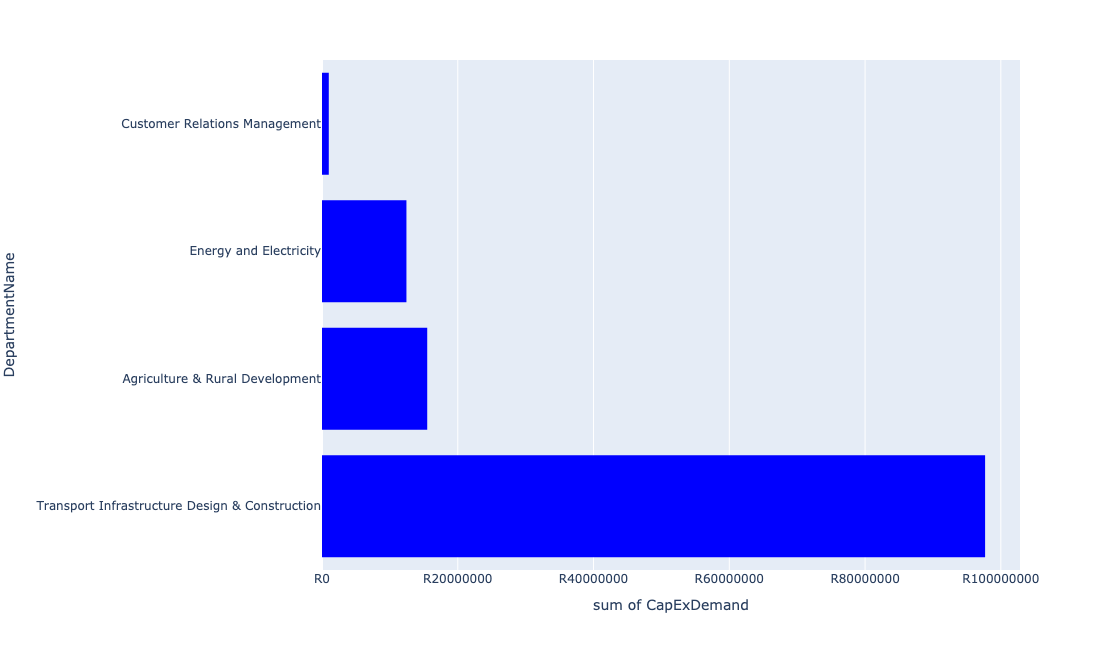 Customer Relations Management
Energy and Electricity
Agriculture & Rural Development
Transport Infrastructure Design & Construction
DepartmentName
R0 R20000000 R40000000 R60000000 R80000000 R100000000
sum of CapExDemand